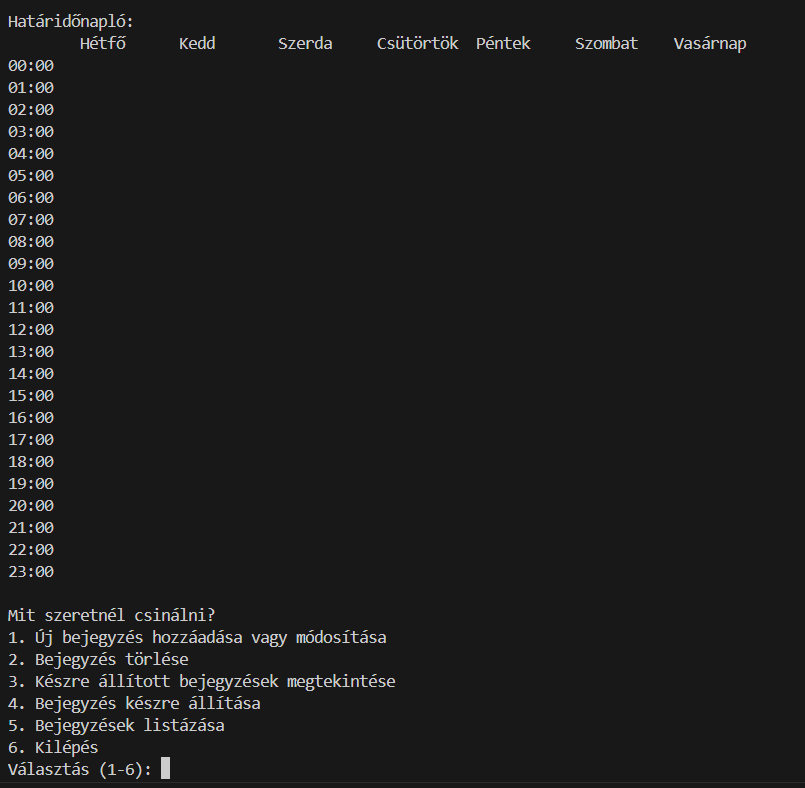 Határidőnapló:
Hétfő Kedd Szerda Csütörtök Péntek Szombat Vasárnap
00:00
01:00
02:00
03:00
04:00
05:00
06:00
07:00
08:00
09:00
10:00
11:00
12:00
13:00
14:00
15:00
16:00
17:00
18:00
19:00
20:00
21:00
22:00
23:00
Mit szeretnél csinálni?
1. Új bejegyzés hozzáadása vagy módosítása
2. Bejegyzés törlése
3. Készre állított bejegyzések megtekintése
4. Bejegyzés készre állítása
5. Bejegyzések listázása
6. Kilépés
Választás (1-6):